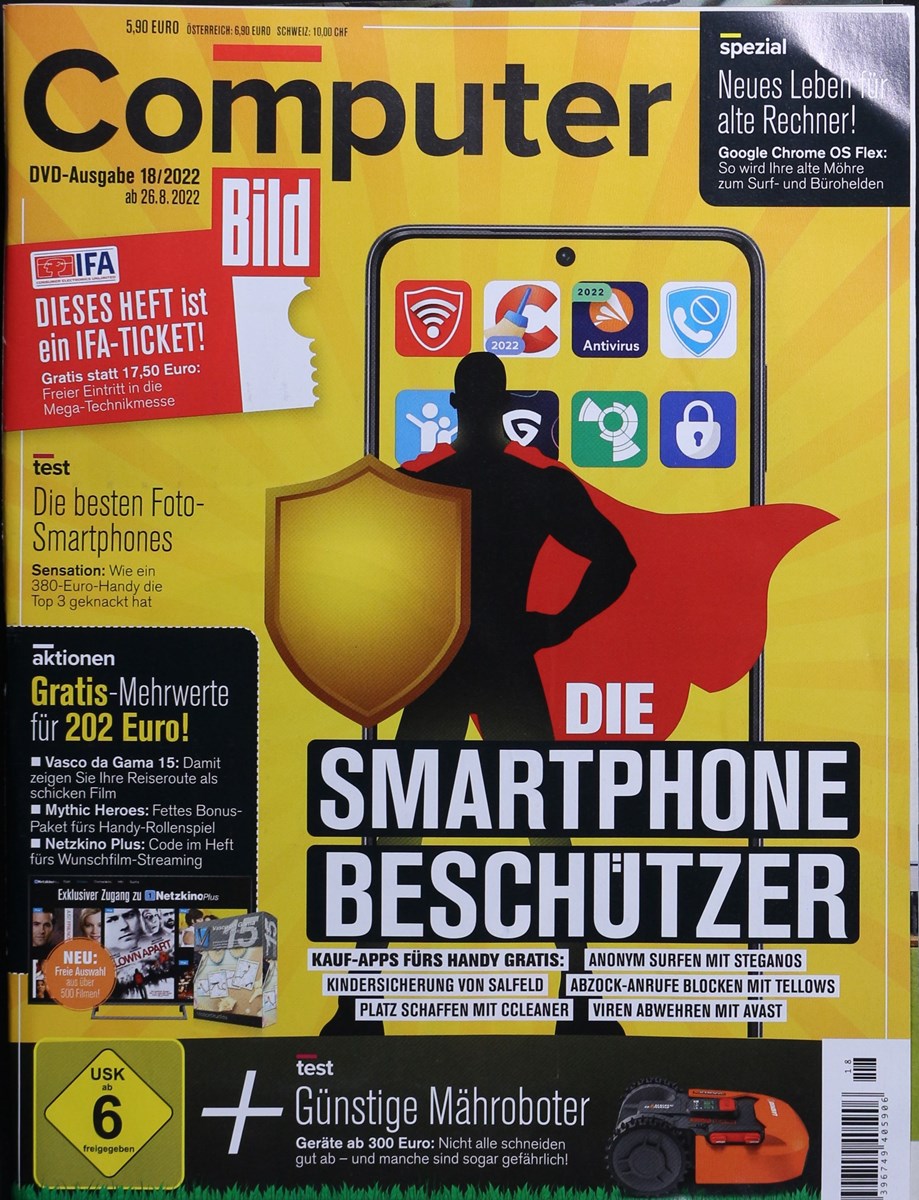 5,90 EURO ÖSTERREICH: 6,90 EURO SCHWEIZ: 10,00 CHF
Computer
Bild
DVD-Ausgabe 18/2022
ab 26.8.2022
spezial
Neues Leben für
alte Rechner!
Google Chrome OS Flex:
So wird Ihre alte Möhre
zum Surf- und Bürohelden
IFA
DIESES HEFT ist
ein IFA-TICKET!
Gratis statt 17,50 Euro:
Freier Eintritt in die
Mega-Technikmesse
2022
2022
Antivirus
test
Die besten Foto-
Smartphones
Sensation: Wie ein
380-Euro-Handy die
Top 3 geknackt hat
aktionen
Gratis-Mehrwerte
für 202 Euro!
■ Vasco da Gama 15: Damit
zeigen Sie Ihre Reiseroute als
schicken Film
■ Mythic Heroes: Fettes Bonus-
Paket fürs Handy-Rollenspiel
■ Netzkino Plus: Code im Heft
fürs Wunschfilm-Streaming
Exklusiver Zugang zu NetzkinoPlus
NEU:
Freie Auswahl
aus über
500 Filmen!
15
DIE
SMARTPHONE
BESCHÜTZER
KAUF-APPS FÜRS HANDY GRATIS: ANONYM SURFEN MIT STEGANOS
KINDERSICHERUNG VON SALFELD ABZOCK-ANRUFE BLOCKEN MIT TELLOWS
PLATZ SCHAFFEN MIT CCLEANER VIREN ABWEHREN MIT AVAST
USK
ab
6
freigegeben
+
test
Günstige Mähroboter
Geräte ab 300 Euro: Nicht alle schneiden
gut ab – und manche sind sogar gefährlich!
18
4 396749 405906